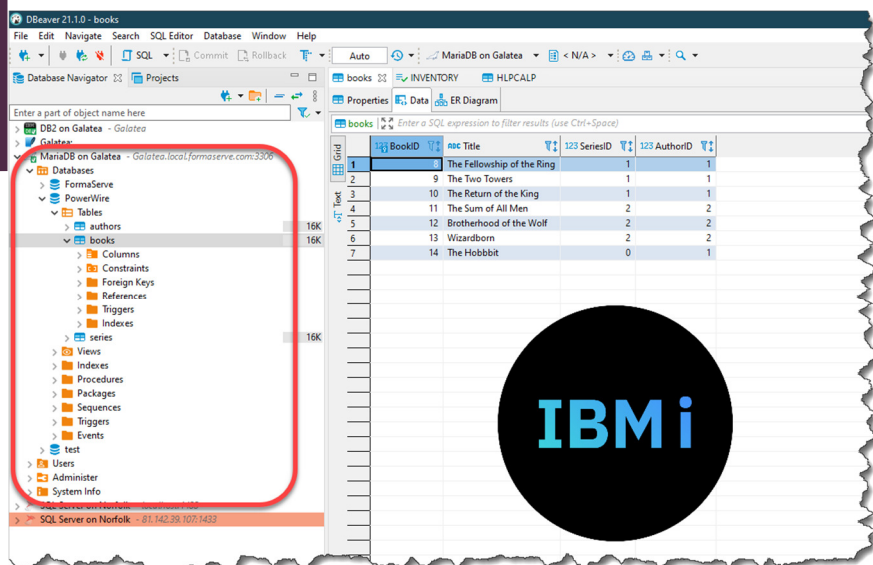 DBeaver 21.1.0 - books
File Edit Navigate Search SQL Editor Database Window Help
SQL Commit Rollback Auto MariaDB on Galatea < N/A >
Database Navigator Projects
Enter a part of object name here
DB2 on Galatea - Galatea
Galatea:
MariaDB on Galatea - Galatea.local.formaserve.com:3306
Databases
FormaServe
PowerWire
Tables
authors 16K
books 16K
Columns
Constraints
Foreign Keys
References
Triggers
Indexes
series 16K
Views
Indexes
Procedures
Packages
Sequences
Triggers
Events
test
Users
Administer
System Info
SQL Server on Norfolk
SQL Server on Norfolk - 81.142.39.107:1433
books INVENTORY HLPCALP
Properties Data ER Diagram
books Enter a SQL expression to filter results (use Ctrl+Space)
Grid
Text
123 BookID ABC Title 123 SeriesID 123 AuthorID
1 8 The Fellowship of the Ring 1 1
2 9 The Two Towers 1 1
3 10 The Return of the King 1 1
4 11 The Sum of All Men 2 2
5 12 Brotherhood of the Wolf 2 2
6 13 Wizardborn 2 2
7 14 The Hobbbit 0 1
IBM i